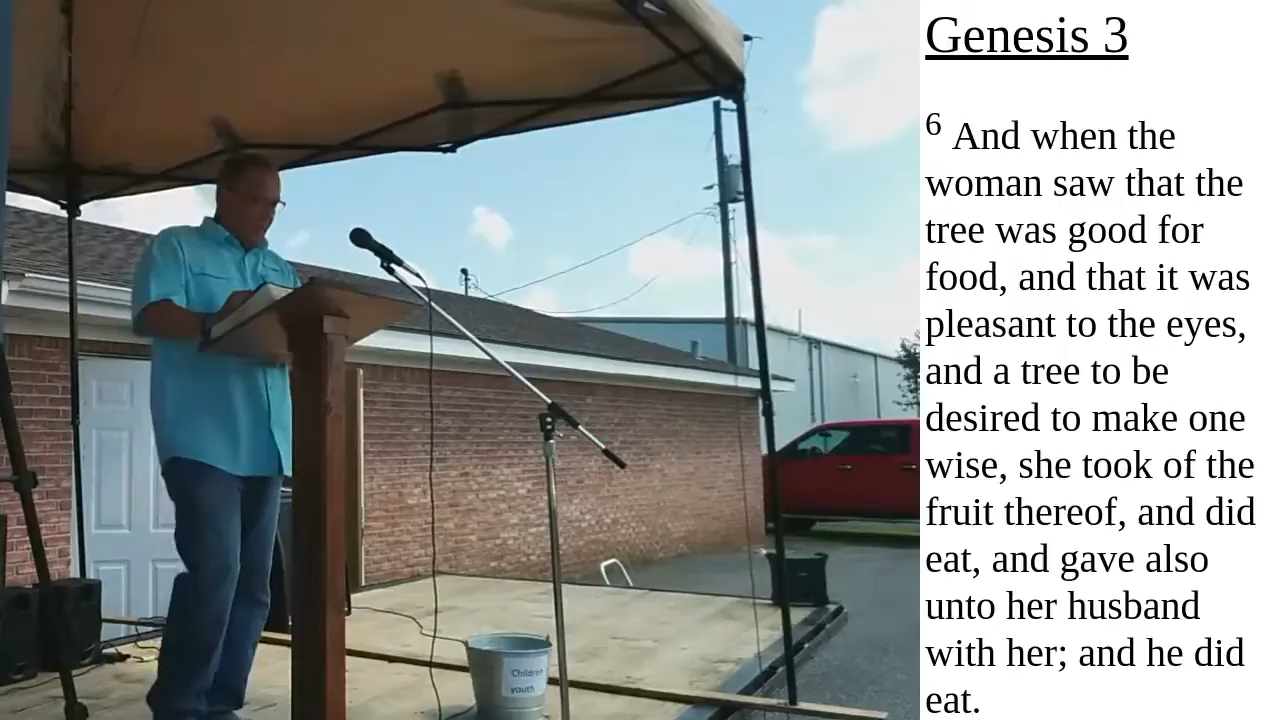 Genesis 3
6 And when the
woman saw that the
tree was good for
food, and that it was
pleasant to the eyes,
and a tree to be
desired to make one
wise, she took of the
fruit thereof, and did
eat, and gave also
unto her husband
with her; and he did
eat.
Children
youth